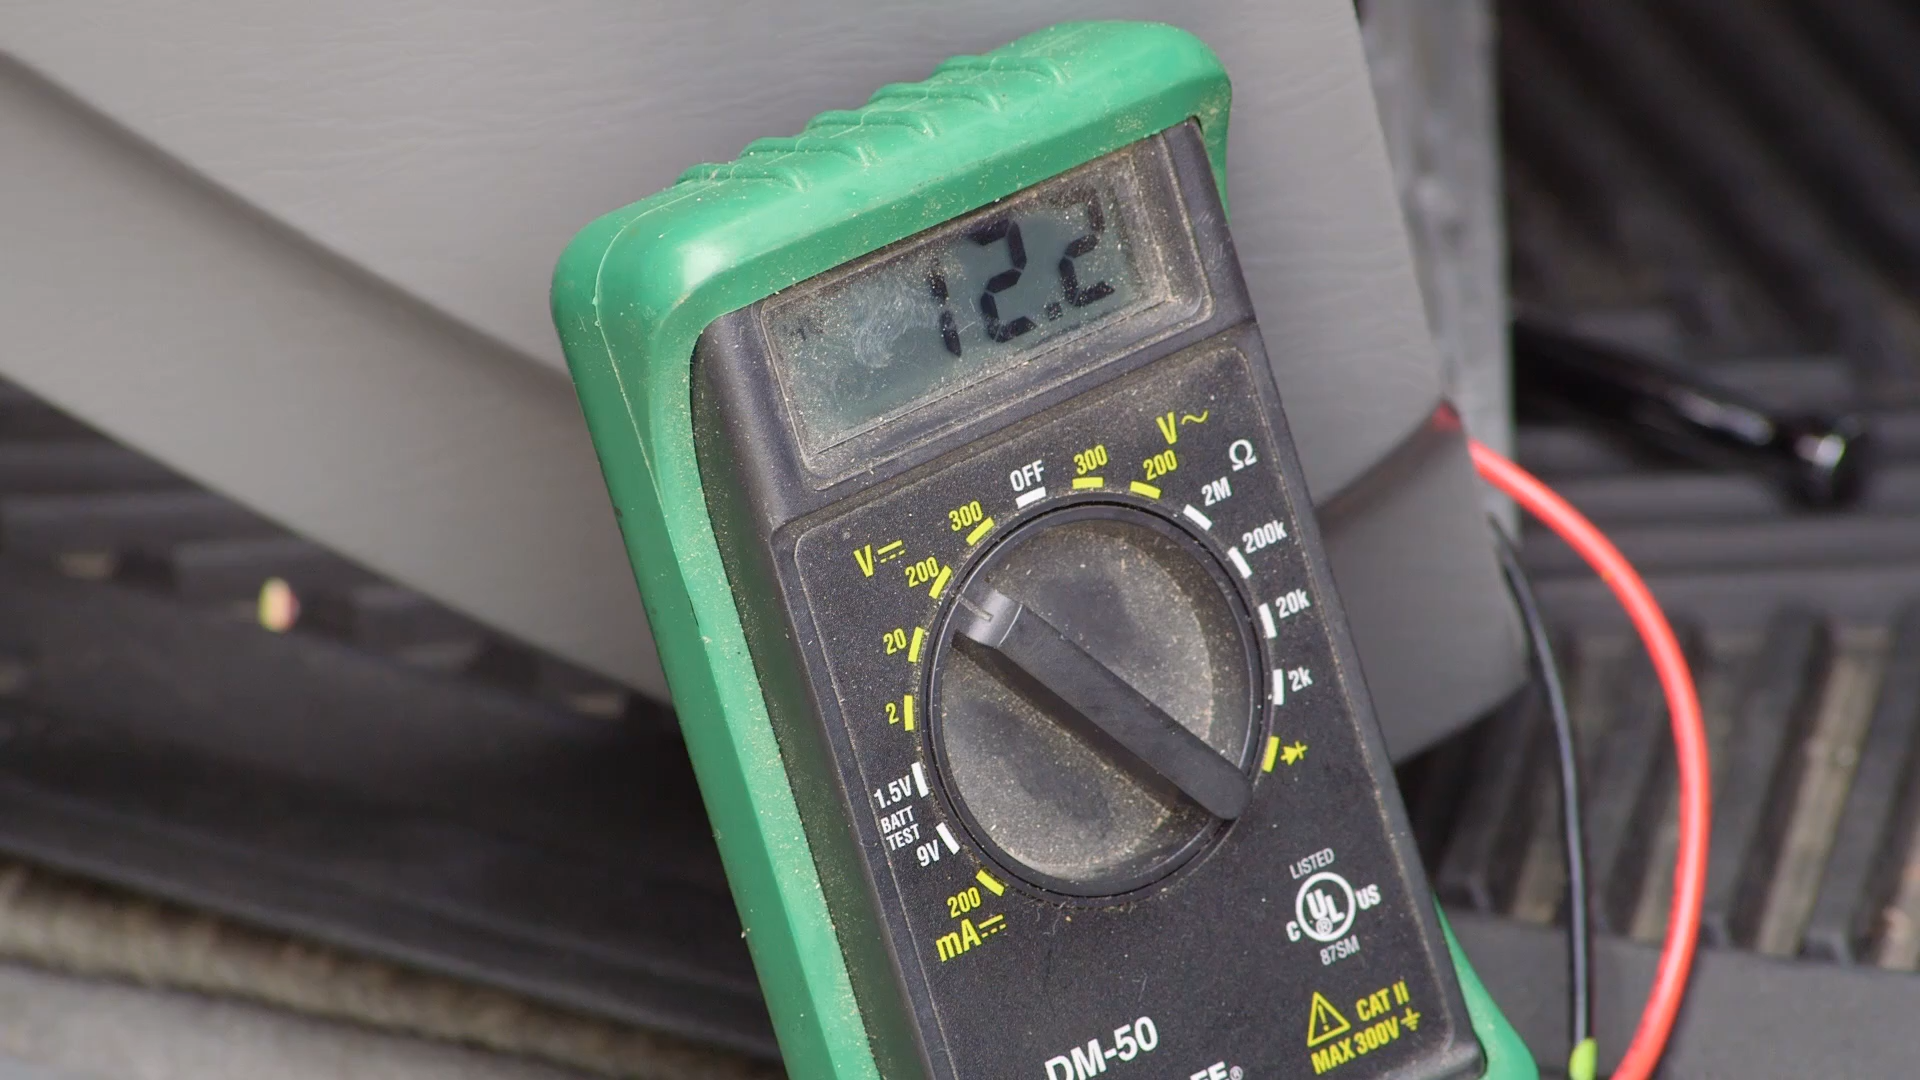 12.2
V~
Ω
OFF
300
200
2M
200k
20k
2k
300
V⎓
200
20
2
1.5V
BATT
TEST
9V
200
mA⎓
LISTED
C UL® US
87SM
CAT II
MAX 300V
DM-50